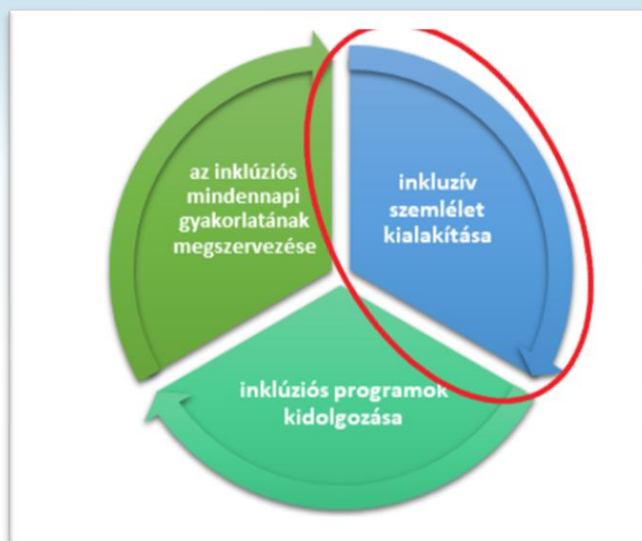 az inklúziós
mindennapi
gyakorlatának
megszervezése
inkluzív
szemlélet
kialakítása
inklúziós programok
kidolgozása